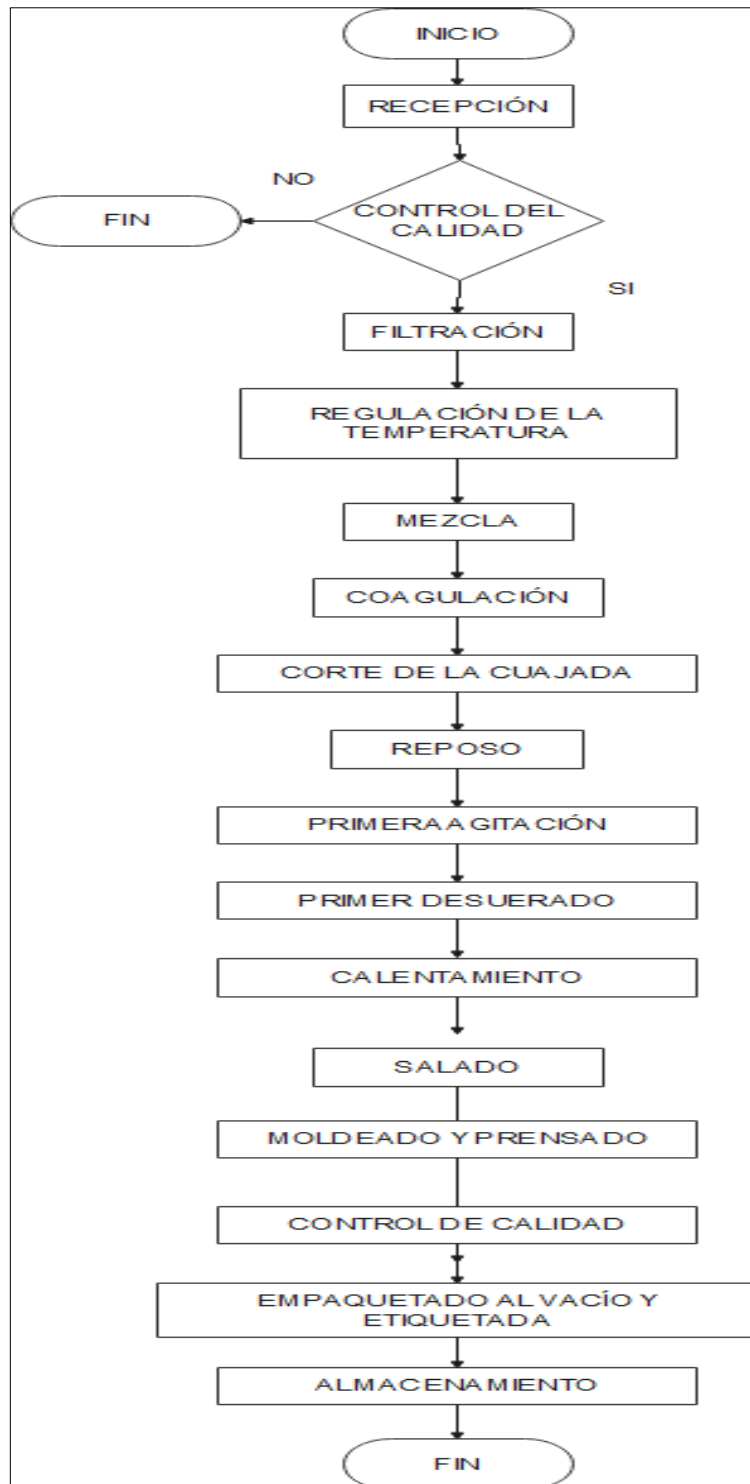 INICIO
RECEPCIÓN
NO
FIN
CONTROL DEL
CALIDAD
SI
FILTRACIÓN
REGULACIÓN DE LA
TEMPERATURA
MEZCLA
COAGULACIÓN
CORTE DE LA CUAJADA
REPOSO
PRIMERA AGITACIÓN
PRIMER DESUERADO
CALENTAMIENTO
SALADO
MOLDEADO Y PRENSADO
CONTROL DE CALIDAD
EMPAQUETADO AL VACÍO Y
ETIQUETADA
ALMACENAMIENTO
FIN